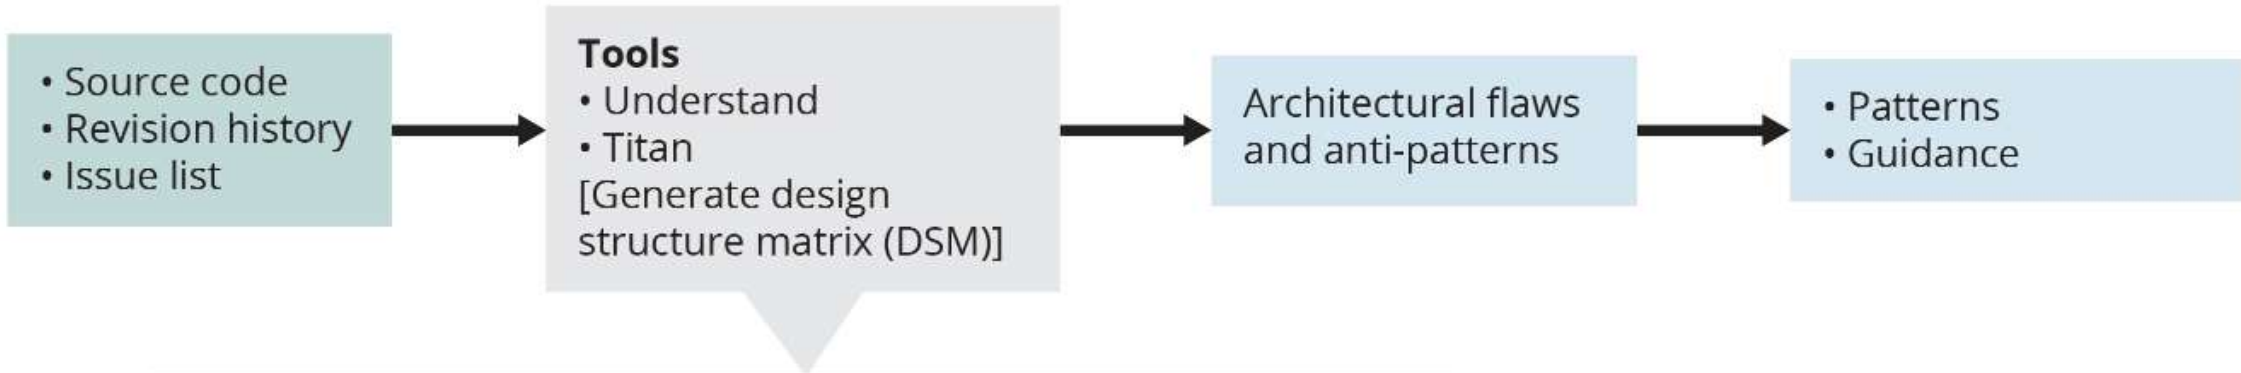 • Source code
• Revision history
• Issue list
Tools
• Understand
• Titan
[Generate design
structure matrix (DSM)]
Architectural flaws
and anti-patterns
• Patterns
• Guidance